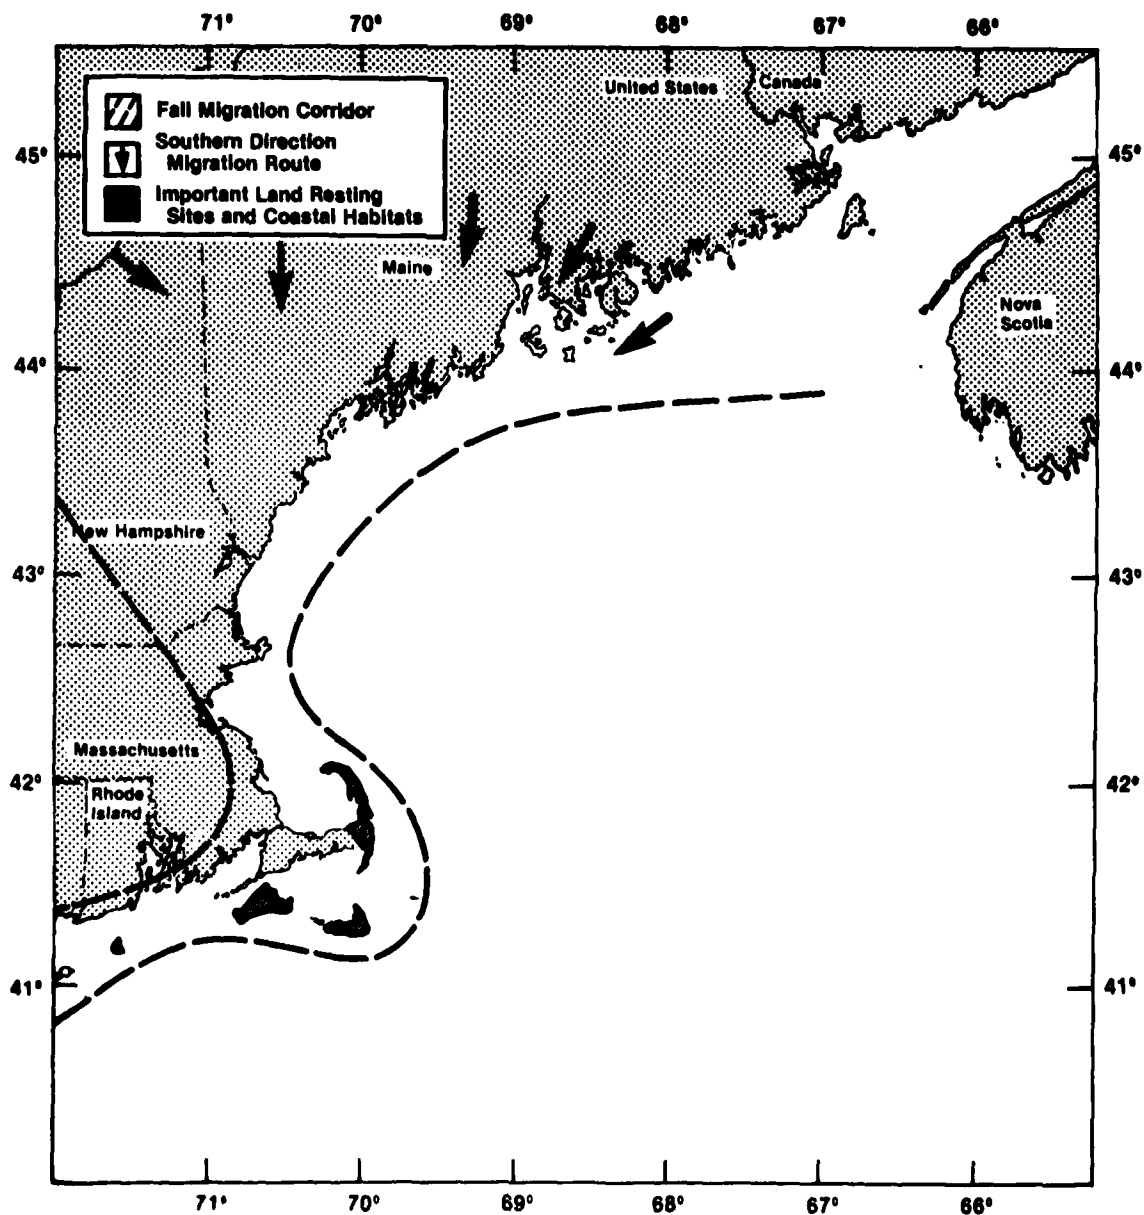 71° 70° 69° 68° 67° 66°
United States Canada
Fall Migration Corridor
Southern Direction
Migration Route
Important Land Resting
Sites and Coastal Habitats
45° 45°
Maine
Nova
Scotia
44° 44°
New Hampshire
43° 43°
Massachusetts
42° 42°
Rhode
Island
41° 41°
71° 70° 69° 68° 67° 66°